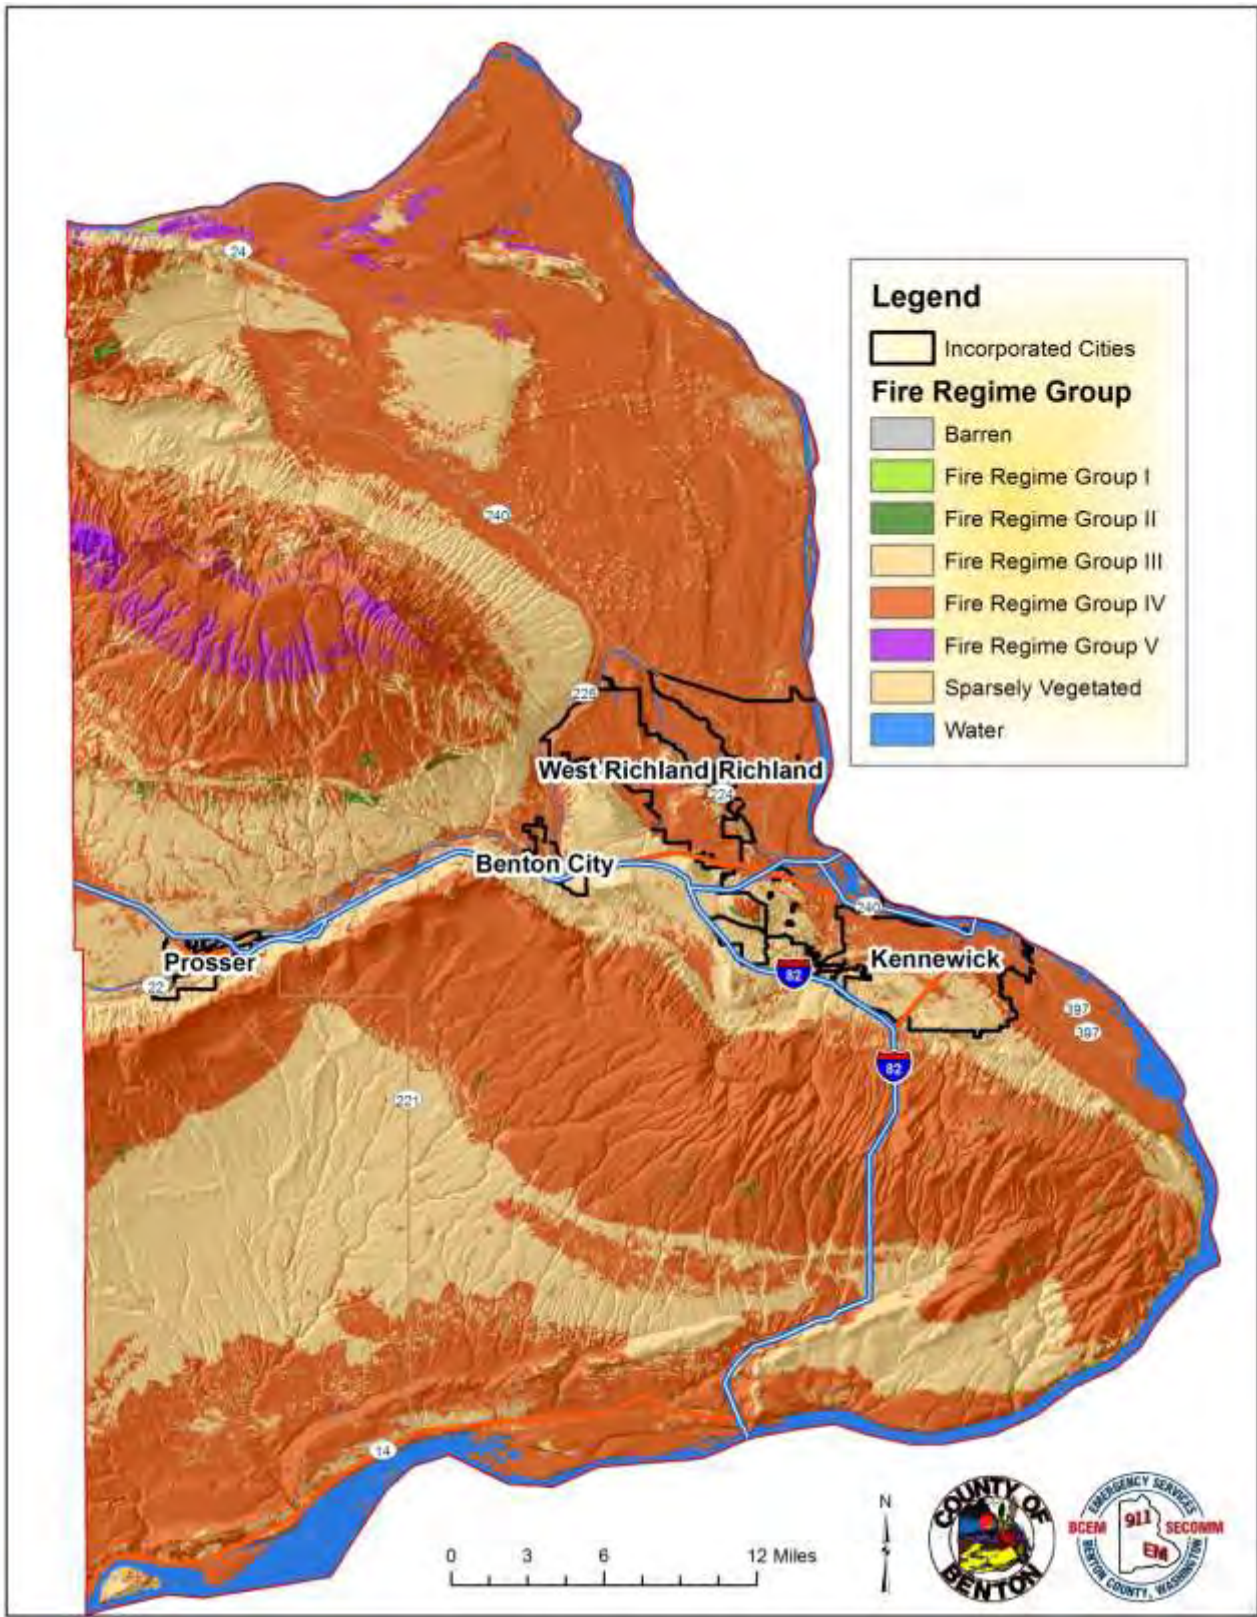 24
240
Legend
Incorporated Cities
Fire Regime Group
Barren
Fire Regime Group I
Fire Regime Group II
Fire Regime Group III
Fire Regime Group IV
Fire Regime Group V
Sparsely Vegetated
Water
225
West Richland Richland
224
Benton City
240
Prosser
22
Kennewick
82
397
397
82
221
14
N
0 3 6 12 Miles
COUNTY OF
BENTON
EMERGENCY SERVICES
BCEM 911 SECOMM
EM
BENTON COUNTY, WASHINGTON